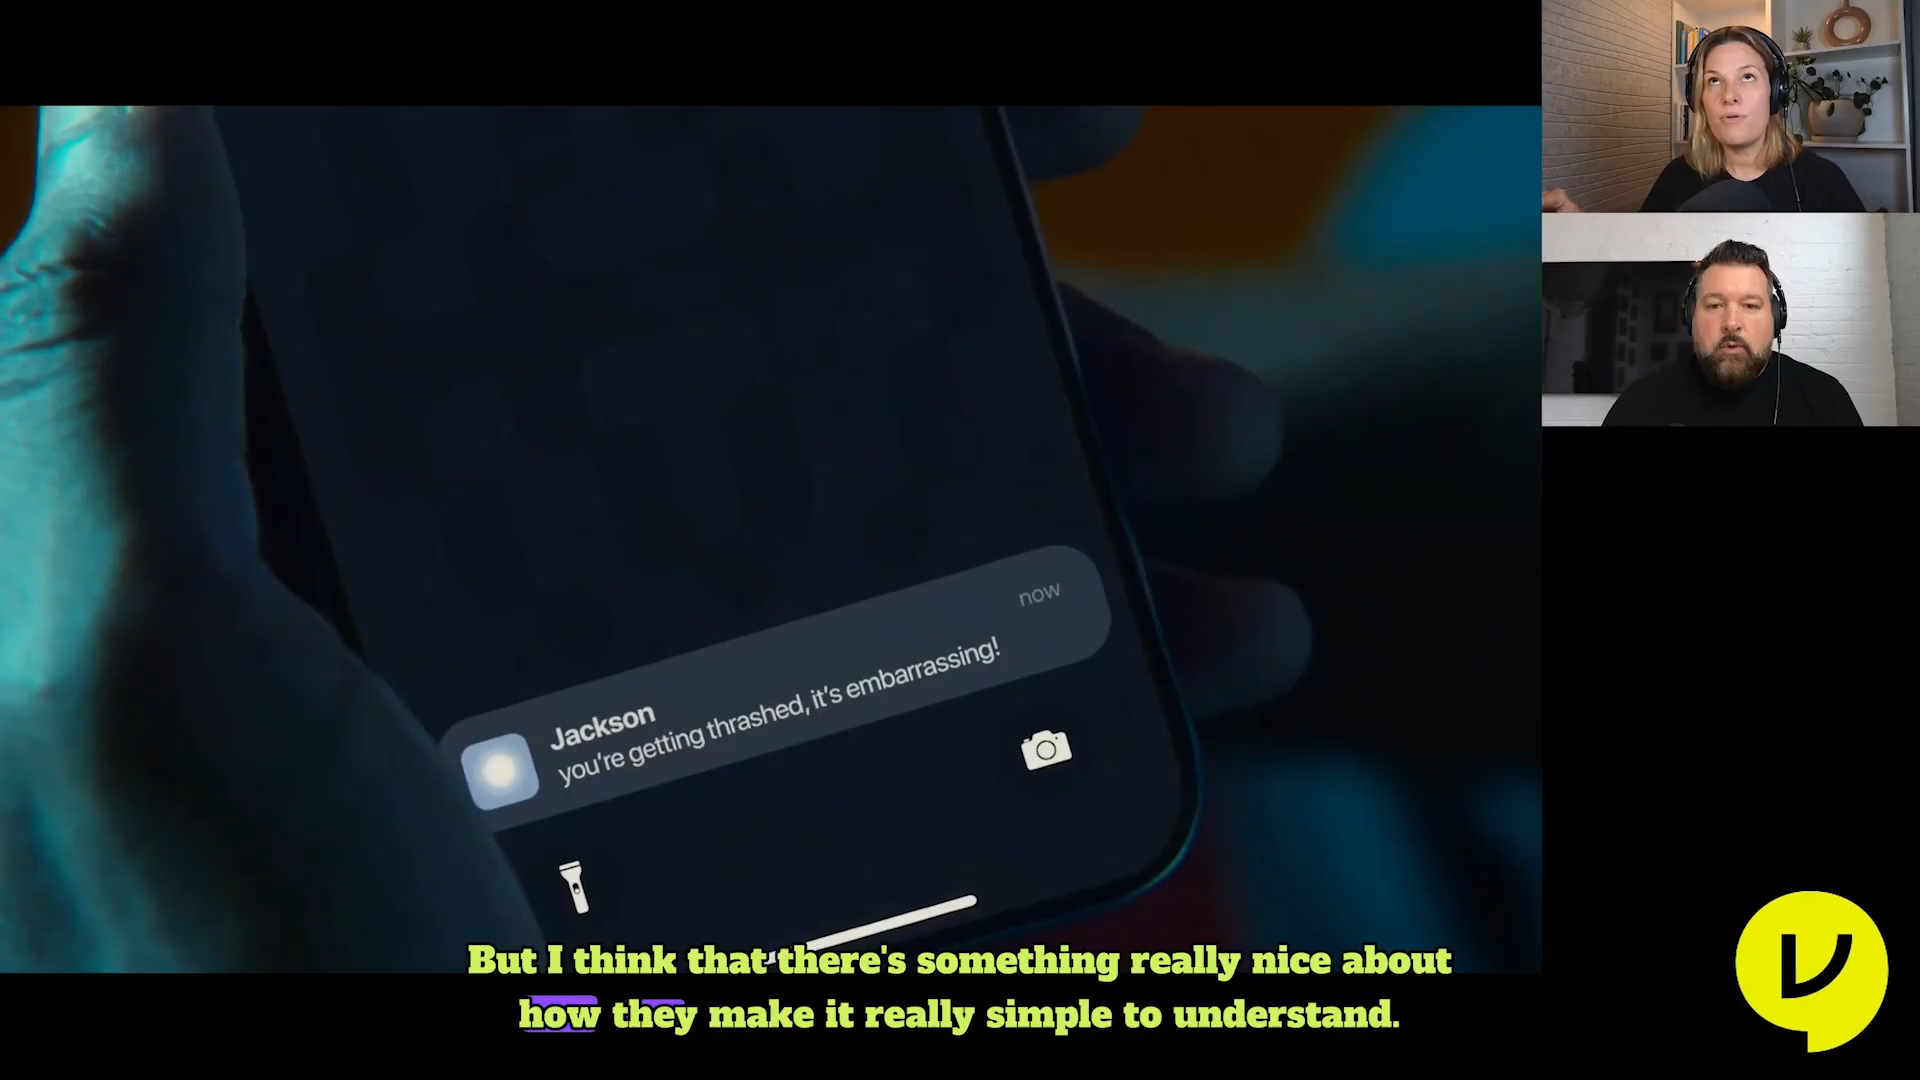 now
Jackson
you're getting thrashed, it's embarrassing!
But I think that there's something really nice about
how they make it really simple to understand.